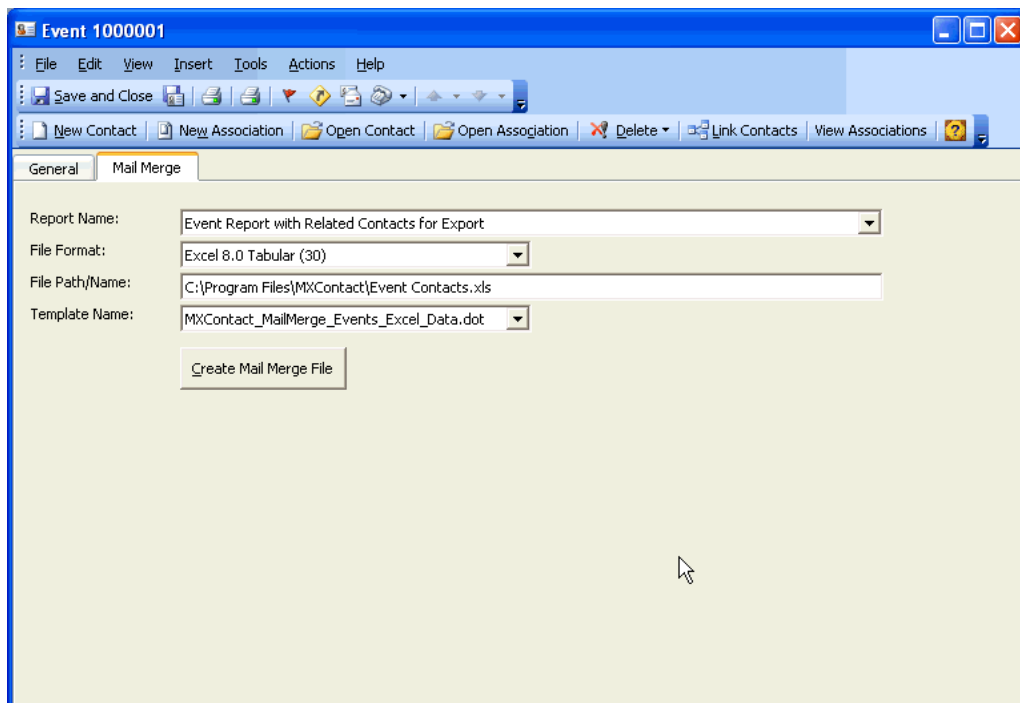 Event 1000001
File Edit View Insert Tools Actions Help
Save and Close
New Contact New Association Open Contact Open Association Delete Link Contacts View Associations ?
General Mail Merge
Report Name: Event Report with Related Contacts for Export
File Format: Excel 8.0 Tabular (30)
File Path/Name: C:\Program Files\MXContact\Event Contacts.xls
Template Name: MXContact_MailMerge_Events_Excel_Data.dot
Create Mail Merge File